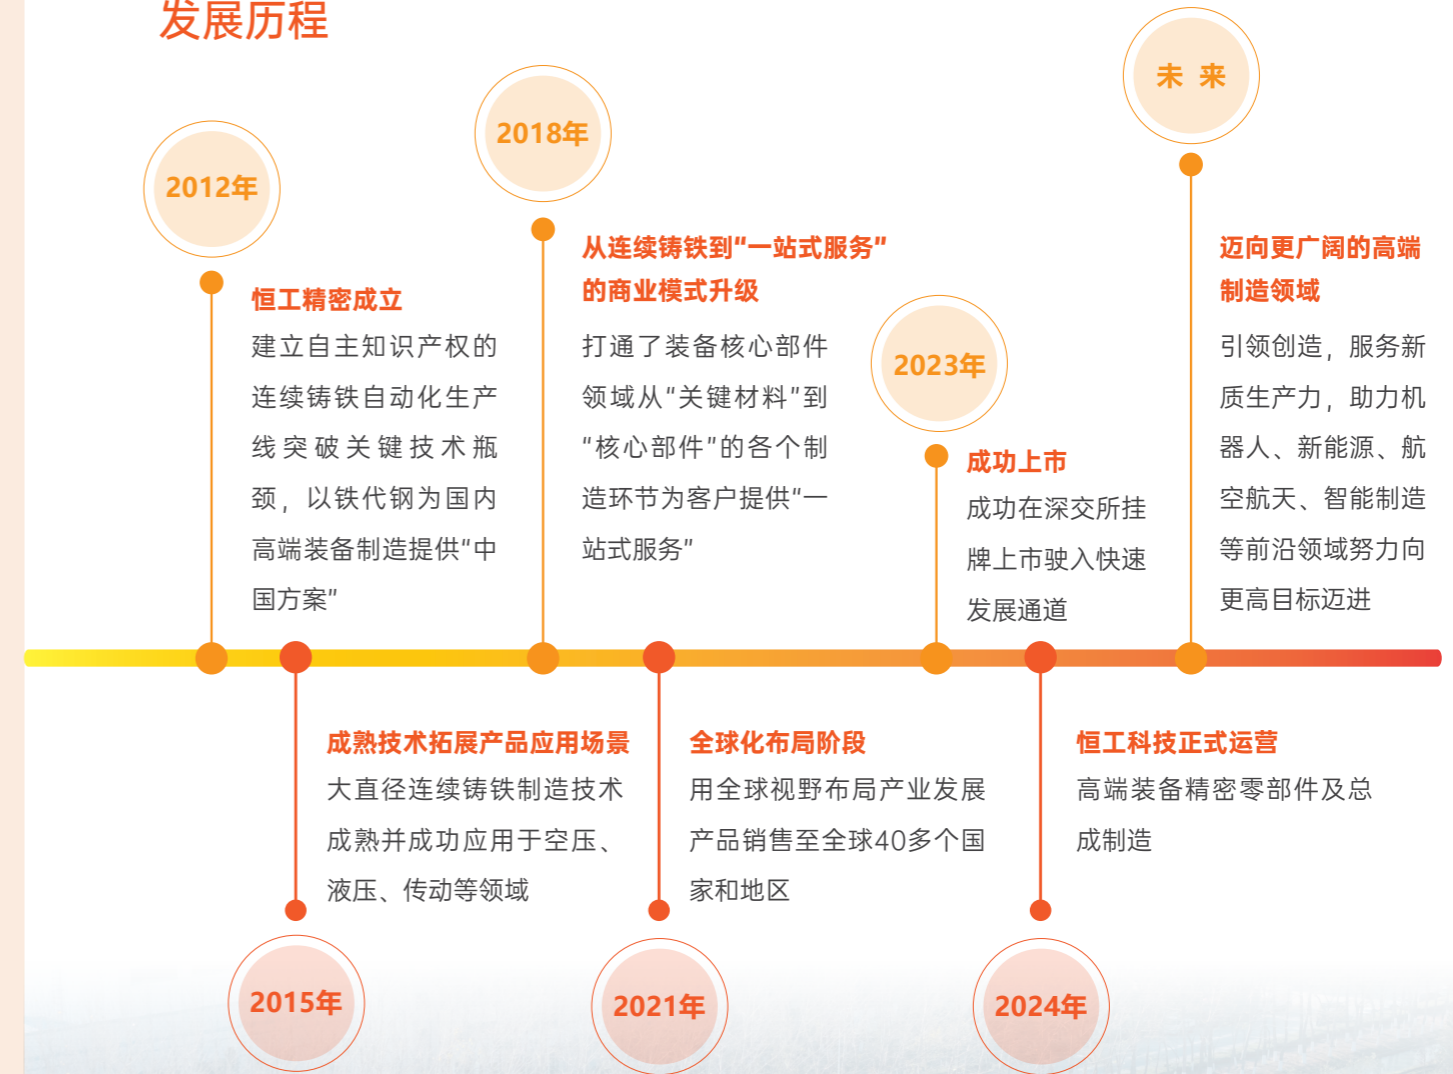 发展历程
2012年
恒工精密成立
建立自主知识产权的
连续铸铁自动化生产
线突破关键技术瓶
颈，以铁代钢为国内
高端装备制造提供“中
国方案”
2015年
成熟技术拓展产品应用场景
大直径连续铸铁制造技术
成熟并成功应用于空压、
液压、传动等领域
2018年
从连续铸铁到“一站式服务”
的商业模式升级
打通了装备核心部件
领域从“关键材料”到
“核心部件”的各个制
造环节为客户提供“一
站式服务”
2021年
全球化布局阶段
用全球视野布局产业发展
产品销售至全球40多个国
家和地区
2023年
成功上市
成功在深交所挂
牌上市驶入快速
发展通道
2024年
恒工科技正式运营
高端装备精密零部件及总
成制造
未 来
迈向更广阔的高端
制造领域
引领创造，服务新
质生产力，助力机
器人、新能源、航
空航天、智能制造
等前沿领域努力向
更高目标迈进